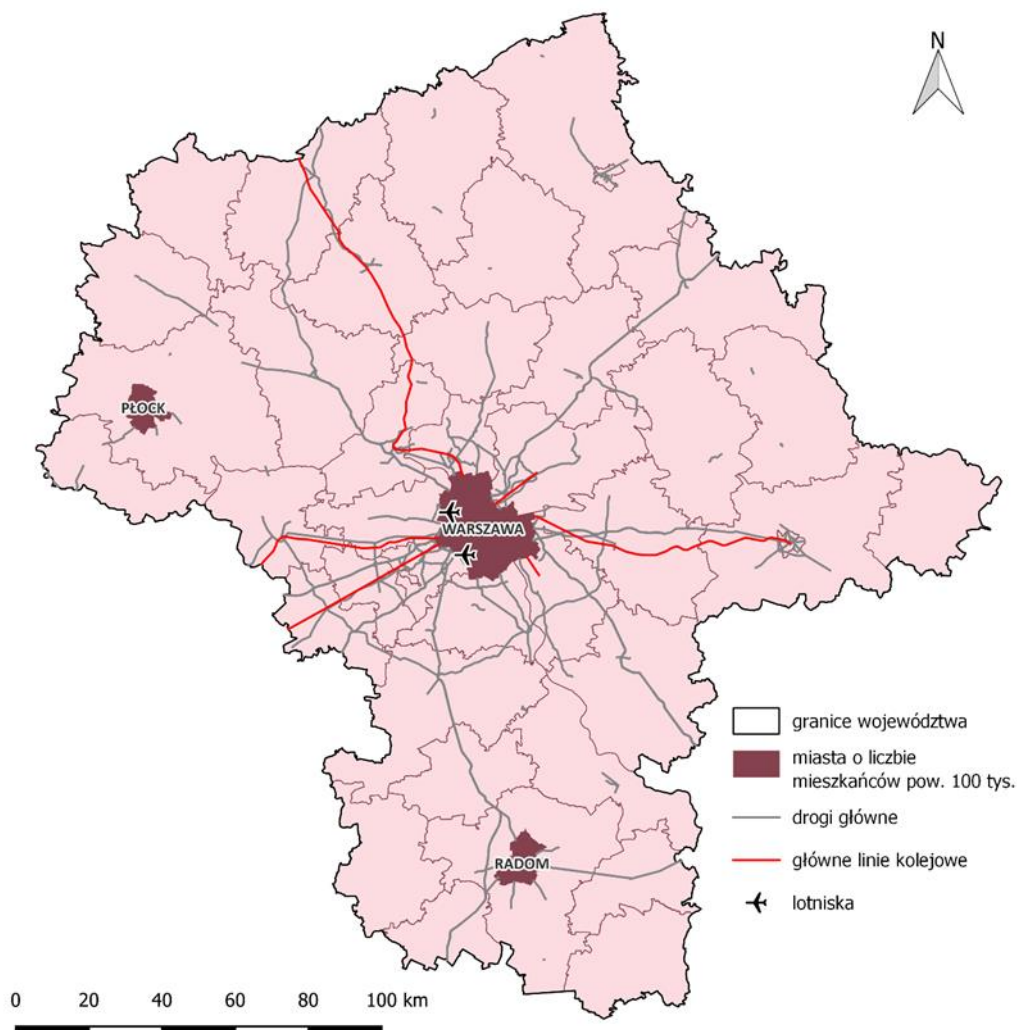 N
PŁOCK
WARSZAWA
RADOM
granice województwa
miasta o liczbie
mieszkańców pow. 100 tys.
drogi główne
główne linie kolejowe
lotniska
0 20 40 60 80 100 km